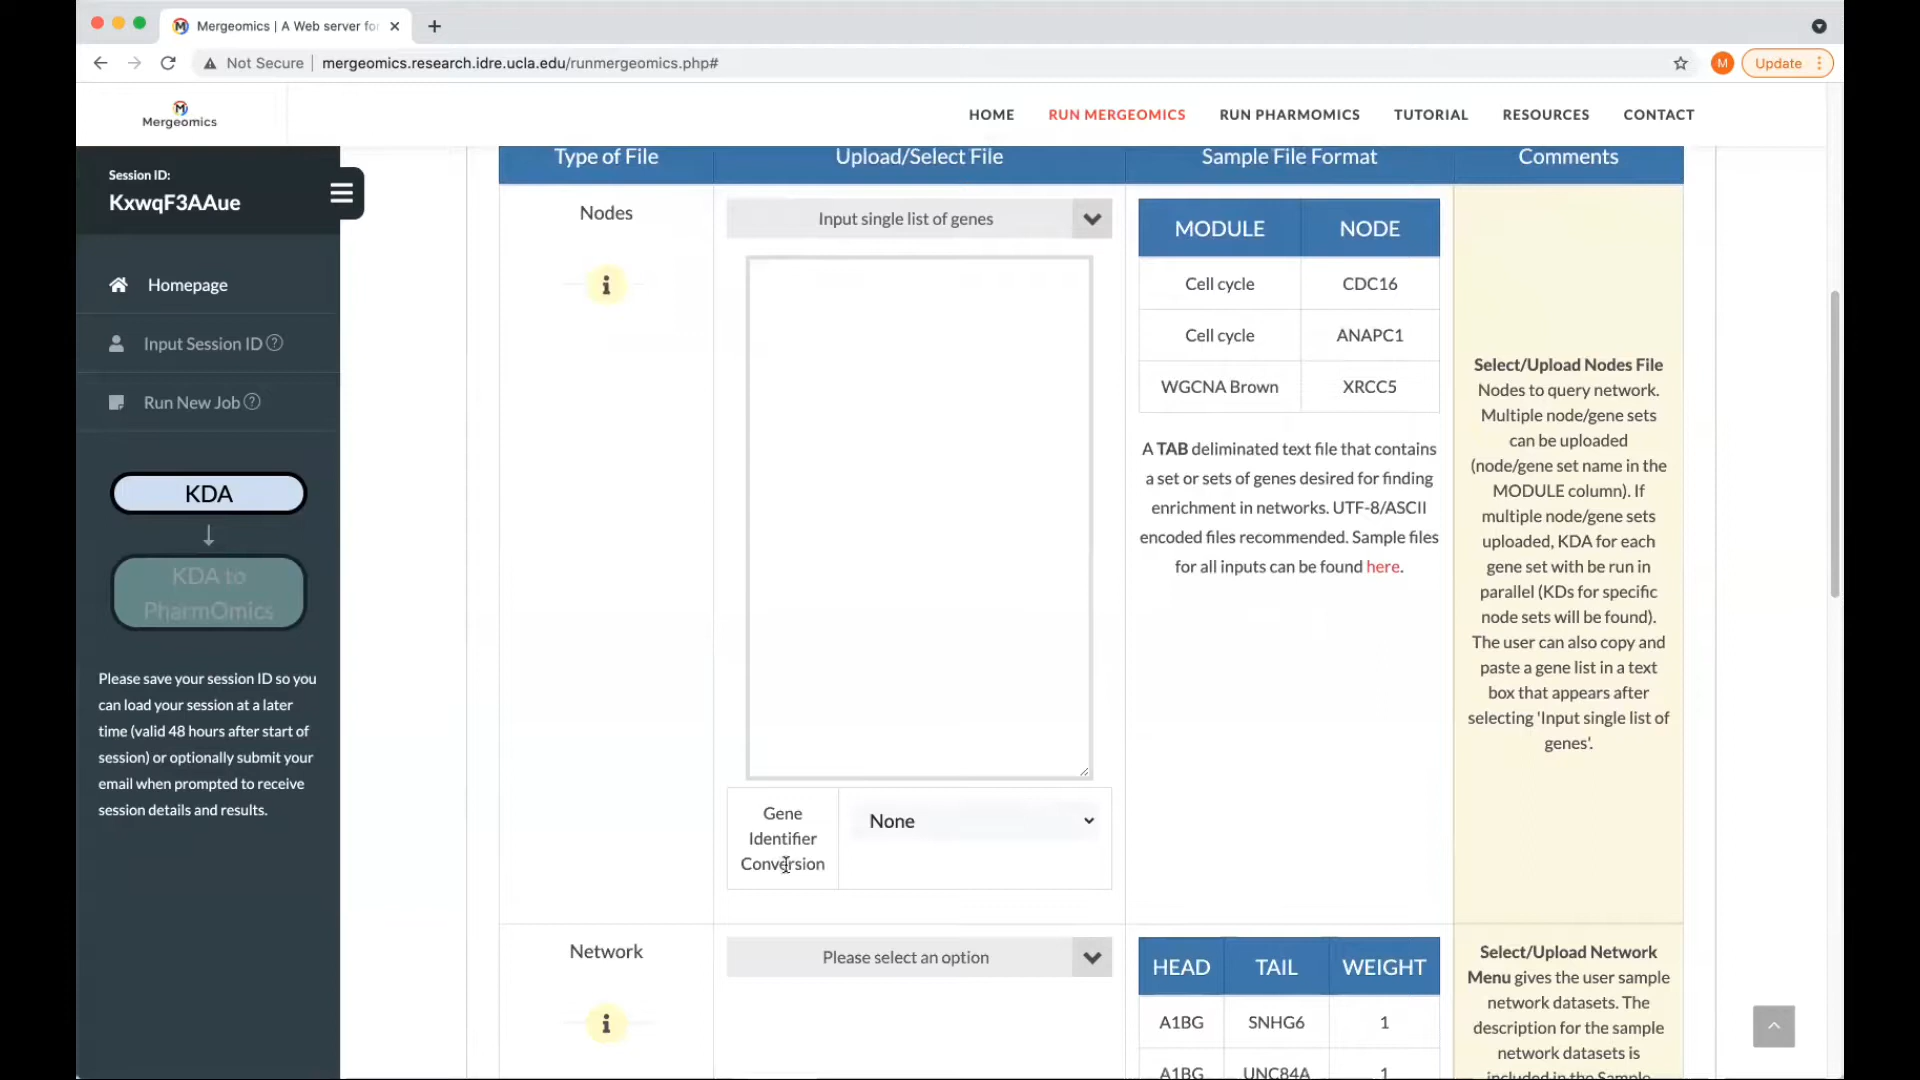 Mergeomics | A Web server for
Not Secure
mergeomics.research.idre.ucla.edu/runmergeomics.php#
M
Update
Mergeomics
HOME
RUN MERGEOMICS
RUN PHARMOMICS
TUTORIAL
RESOURCES
CONTACT
Session ID:
KxwqF3AAue
Homepage
Input Session ID
Run New Job
KDA
KDA to
PharmOmics
Please save your session ID so you
can load your session at a later
time (valid 48 hours after start of
session) or optionally submit your
email when prompted to receive
session details and results.
Type of File
Upload/Select File
Sample File Format
Comments
Nodes
Input single list of genes
Gene
Identifier
Conversion
None
MODULE NODE
Cell cycle CDC16
Cell cycle ANAPC1
WGCNA Brown XRCC5
A TAB deliminated text file that contains
a set or sets of genes desired for finding
enrichment in networks. UTF-8/ASCII
encoded files recommended. Sample files
for all inputs can be found here.
Select/Upload Nodes File
Nodes to query network.
Multiple node/gene sets
can be uploaded
(node/gene set name in the
MODULE column). If
multiple node/gene sets
uploaded, KDA for each
gene set with be run in
parallel (KDs for specific
node sets will be found).
The user can also copy and
paste a gene list in a text
box that appears after
selecting 'Input single list of
genes'.
Network
Please select an option
HEAD TAIL WEIGHT
A1BG SNHG6 1
A1BG UNC84A 1
Select/Upload Network
Menu gives the user sample
network datasets. The
description for the sample
network datasets is
included in the Sample